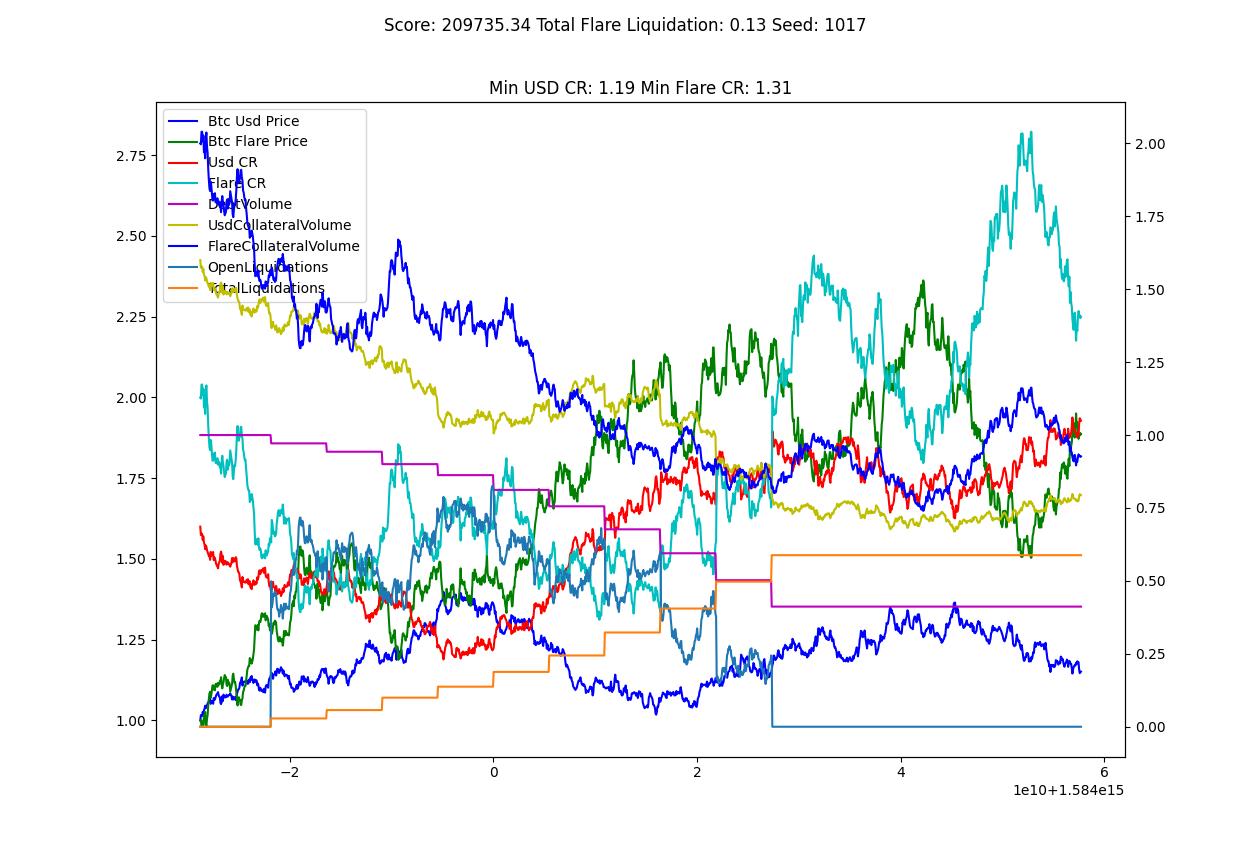 Score: 209735.34 Total Flare Liquidation: 0.13 Seed: 1017
Min USD CR: 1.19 Min Flare CR: 1.31
Btc Usd Price
Btc Flare Price
Usd CR
Flare CR
DebtVolume
UsdCollateralVolume
FlareCollateralVolume
OpenLiquidations
TotalLiquidations
2.75
2.50
2.25
2.00
1.75
1.50
1.25
1.00
2.00
1.75
1.50
1.25
1.00
0.75
0.50
0.25
0.00
−2 0 2 4 6
1e10+1.584e15